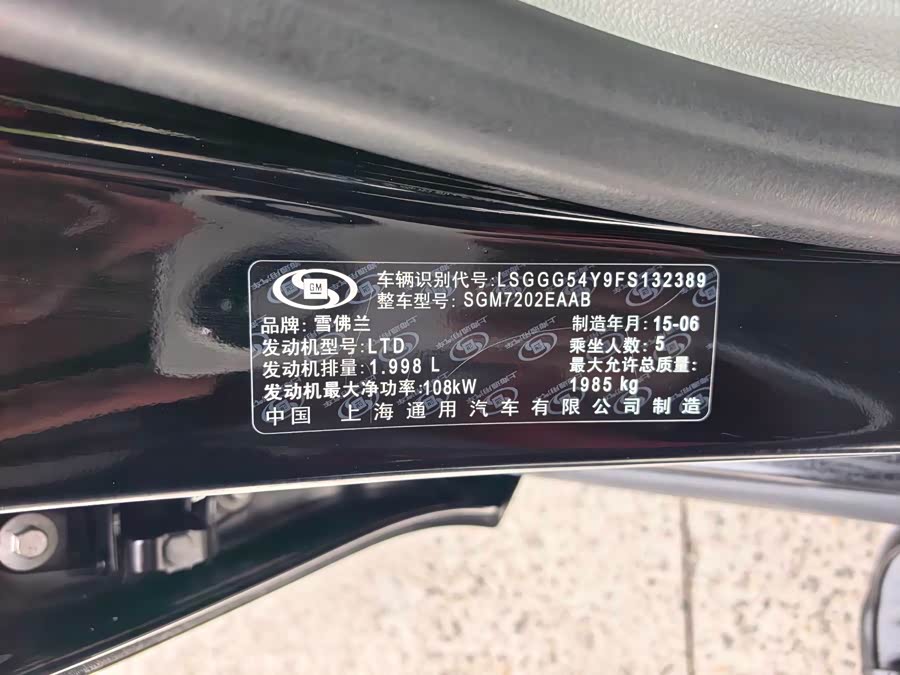 GM
车辆识别代号:LSGGG54Y9FS132389
整车型号: SGM7202EAAB
品牌: 雪佛兰 制造年月: 15-06
发动机型号:LTD 乘坐人数: 5
发动机排量:1.998 L 最大允许总质量:
发动机最大净功率:108kW 1985 kg
中国 上海通用汽车有限公司制造